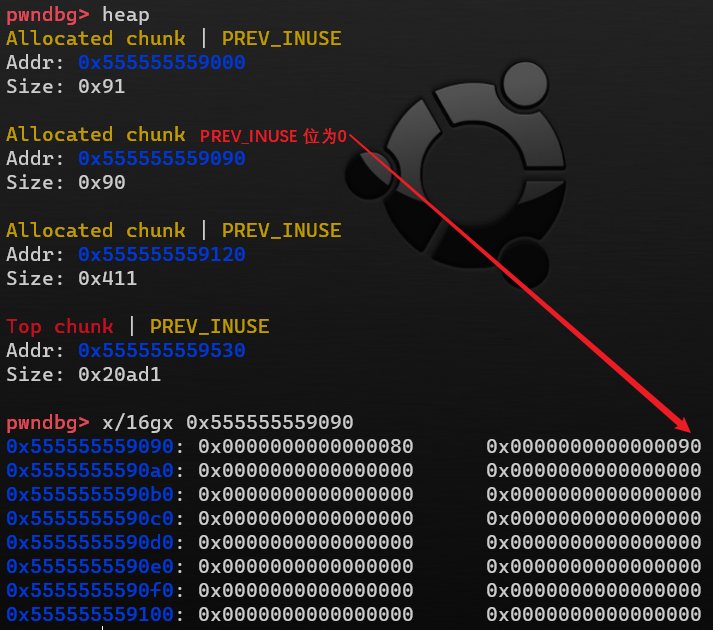 pwndbg> heap
Allocated chunk | PREV_INUSE
Addr: 0x555555559000
Size: 0x91
Allocated chunk PREV_INUSE 位为0
Addr: 0x555555559090
Size: 0x90
Allocated chunk | PREV_INUSE
Addr: 0x555555559120
Size: 0x411
Top chunk | PREV_INUSE
Addr: 0x555555559530
Size: 0x20ad1
pwndbg> x/16gx 0x555555559090
0x555555559090: 0x0000000000000080 0x0000000000000090
0x5555555590a0: 0x0000000000000000 0x0000000000000000
0x5555555590b0: 0x0000000000000000 0x0000000000000000
0x5555555590c0: 0x0000000000000000 0x0000000000000000
0x5555555590d0: 0x0000000000000000 0x0000000000000000
0x5555555590e0: 0x0000000000000000 0x0000000000000000
0x5555555590f0: 0x0000000000000000 0x0000000000000000
0x555555559100: 0x0000000000000000 0x0000000000000000